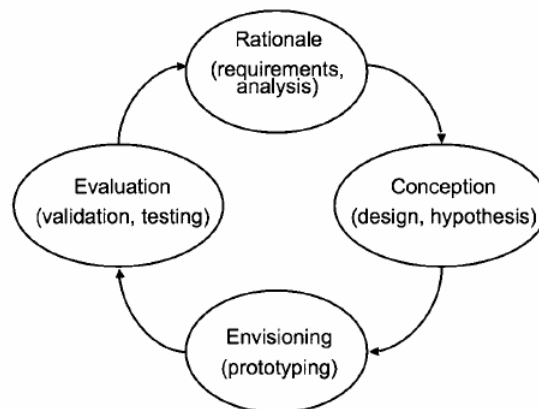 Rationale
(requirements,
analysis)
Evaluation
(validation, testing)
Conception
(design, hypothesis)
Envisioning
(prototyping)